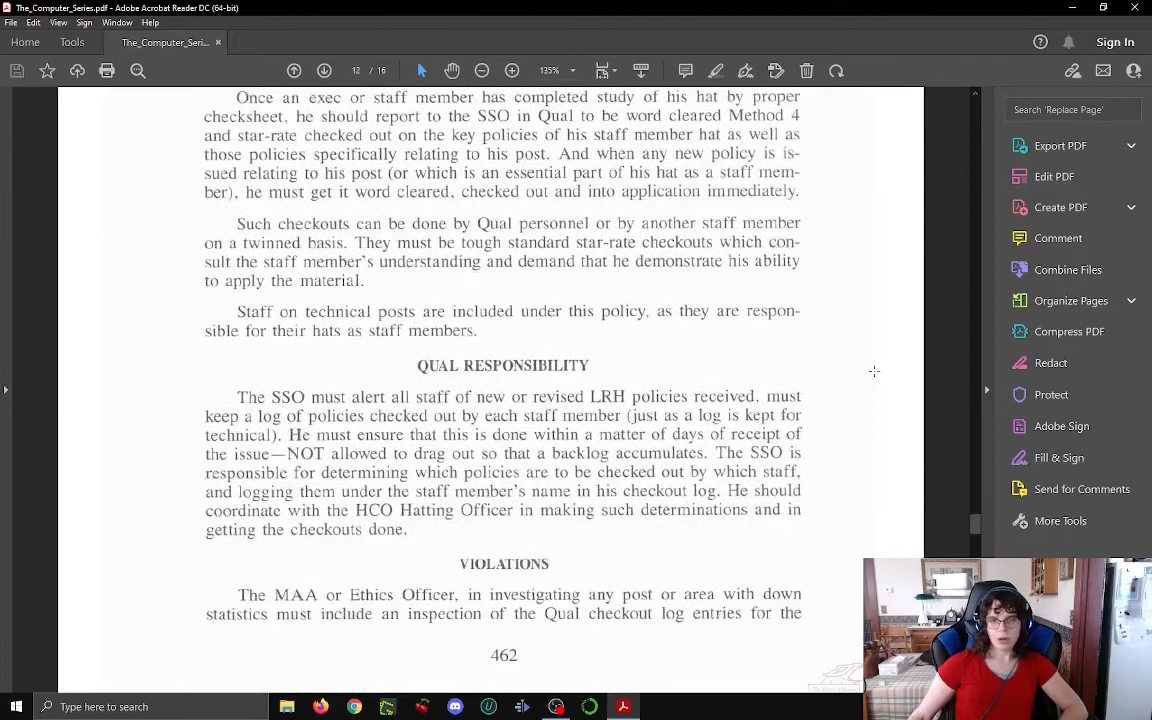 The_Computer_Series.pdf - Adobe Acrobat Reader DC (64-bit)
File Edit View Sign Window Help
Home Tools The_Computer_Seri... × Sign In
12 / 16 135%
Once an exec or staff member has completed study of his hat by proper
checksheet, he should report to the SSO in Qual to be word cleared Method 4
and star-rate checked out on the key policies of his staff member hat as well as
those policies specifically relating to his post. And when any new policy is is-
sued relating to his post (or which is an essential part of his hat as a staff mem-
ber), he must get it word cleared, checked out and into application immediately.
Such checkouts can be done by Qual personnel or by another staff member
on a twinned basis. They must be tough standard star-rate checkouts which con-
sult the staff member's understanding and demand that he demonstrate his ability
to apply the material.
Staff on technical posts are included under this policy, as they are respon-
sible for their hats as staff members.
QUAL RESPONSIBILITY
The SSO must alert all staff of new or revised LRH policies received, must
keep a log of policies checked out by each staff member (just as a log is kept for
technical). He must ensure that this is done within a matter of days of receipt of
the issue—NOT allowed to drag out so that a backlog accumulates. The SSO is
responsible for determining which policies are to be checked out by which staff,
and logging them under the staff member's name in his checkout log. He should
coordinate with the HCO Hatting Officer in making such determinations and in
getting the checkouts done.
VIOLATIONS
The MAA or Ethics Officer, in investigating any post or area with down
statistics must include an inspection of the Qual checkout log entries for the
462
Search 'Replace Page'
Export PDF
Edit PDF
Create PDF
Comment
Combine Files
Organize Pages
Compress PDF
Redact
Protect
Adobe Sign
Fill & Sign
Send for Comments
More Tools
Type here to search